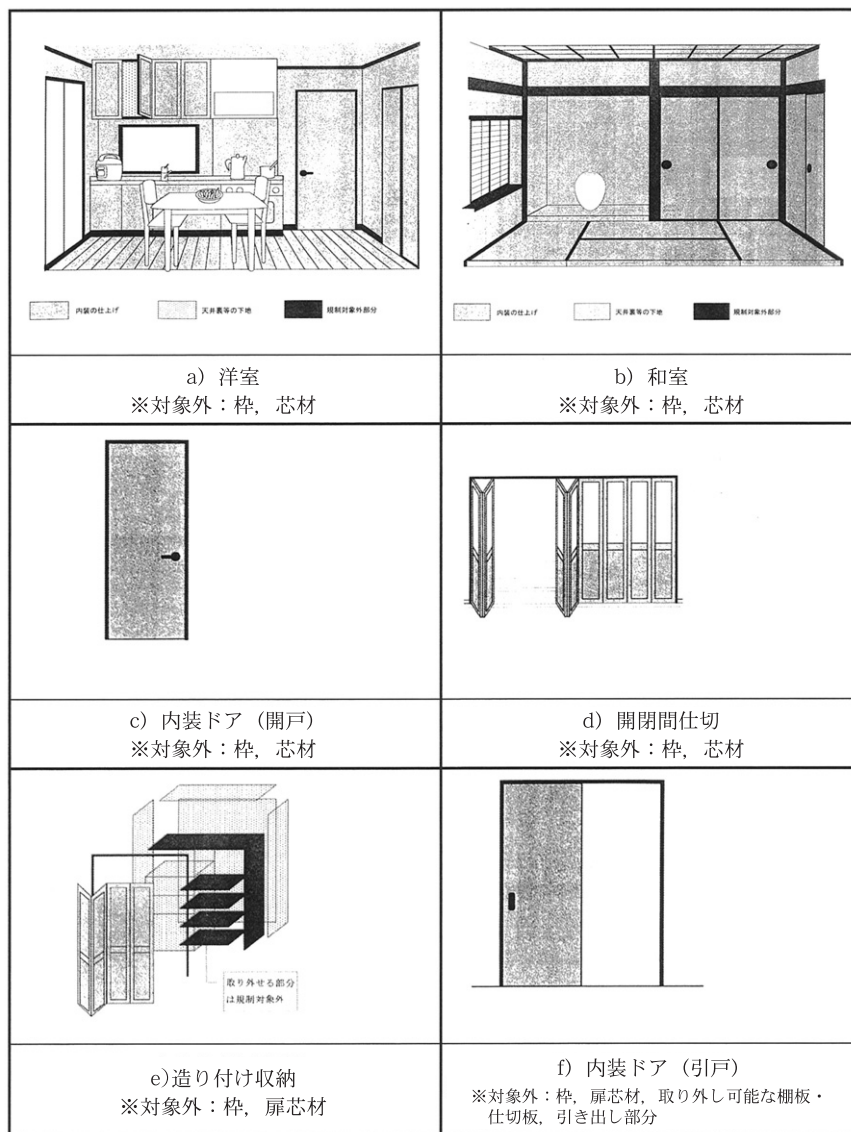 内装の仕上げ
天井裏等の下地
規制対象外部分
内装の仕上げ
天井裏等の下地
規制対象外部分
a）洋室
※対象外：枠，芯材
b）和室
※対象外：枠，芯材
c）内装ドア（開戸）
※対象外：枠，芯材
d）開閉間仕切
※対象外：枠，芯材
取り外せる部分
は規制対象外
e）造り付け収納
※対象外：枠，扉芯材
f）内装ドア（引戸）
※対象外：枠，扉芯材，取り外し可能な棚板・
仕切板，引き出し部分